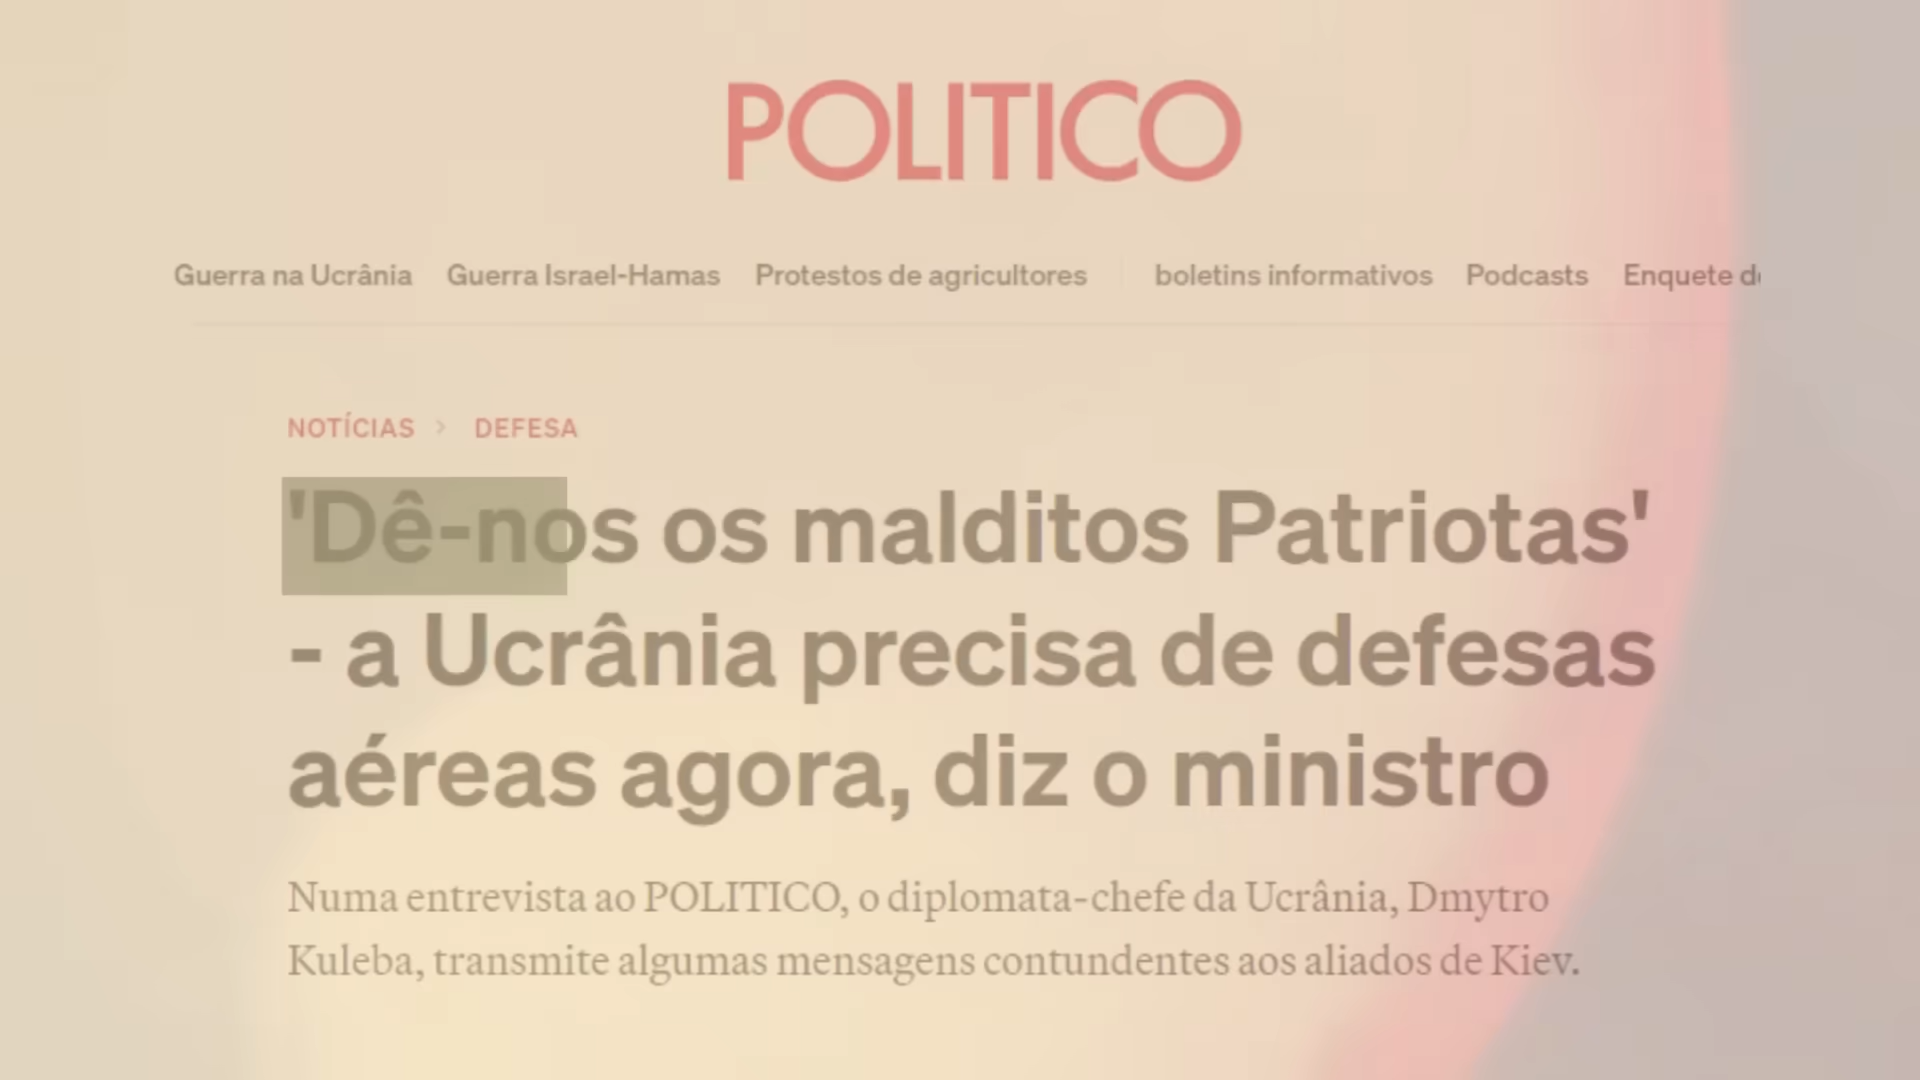 POLITICO
Guerra na Ucrânia Guerra Israel-Hamas Protestos de agricultores boletins informativos Podcasts Enquete
NOTÍCIAS > DEFESA
'Dê-nos os malditos Patriotas'
- a Ucrânia precisa de defesas
aéreas agora, diz o ministro
Numa entrevista ao POLITICO, o diplomata-chefe da Ucrânia, Dmytro
Kuleba, transmite algumas mensagens contundentes aos aliados de Kiev.